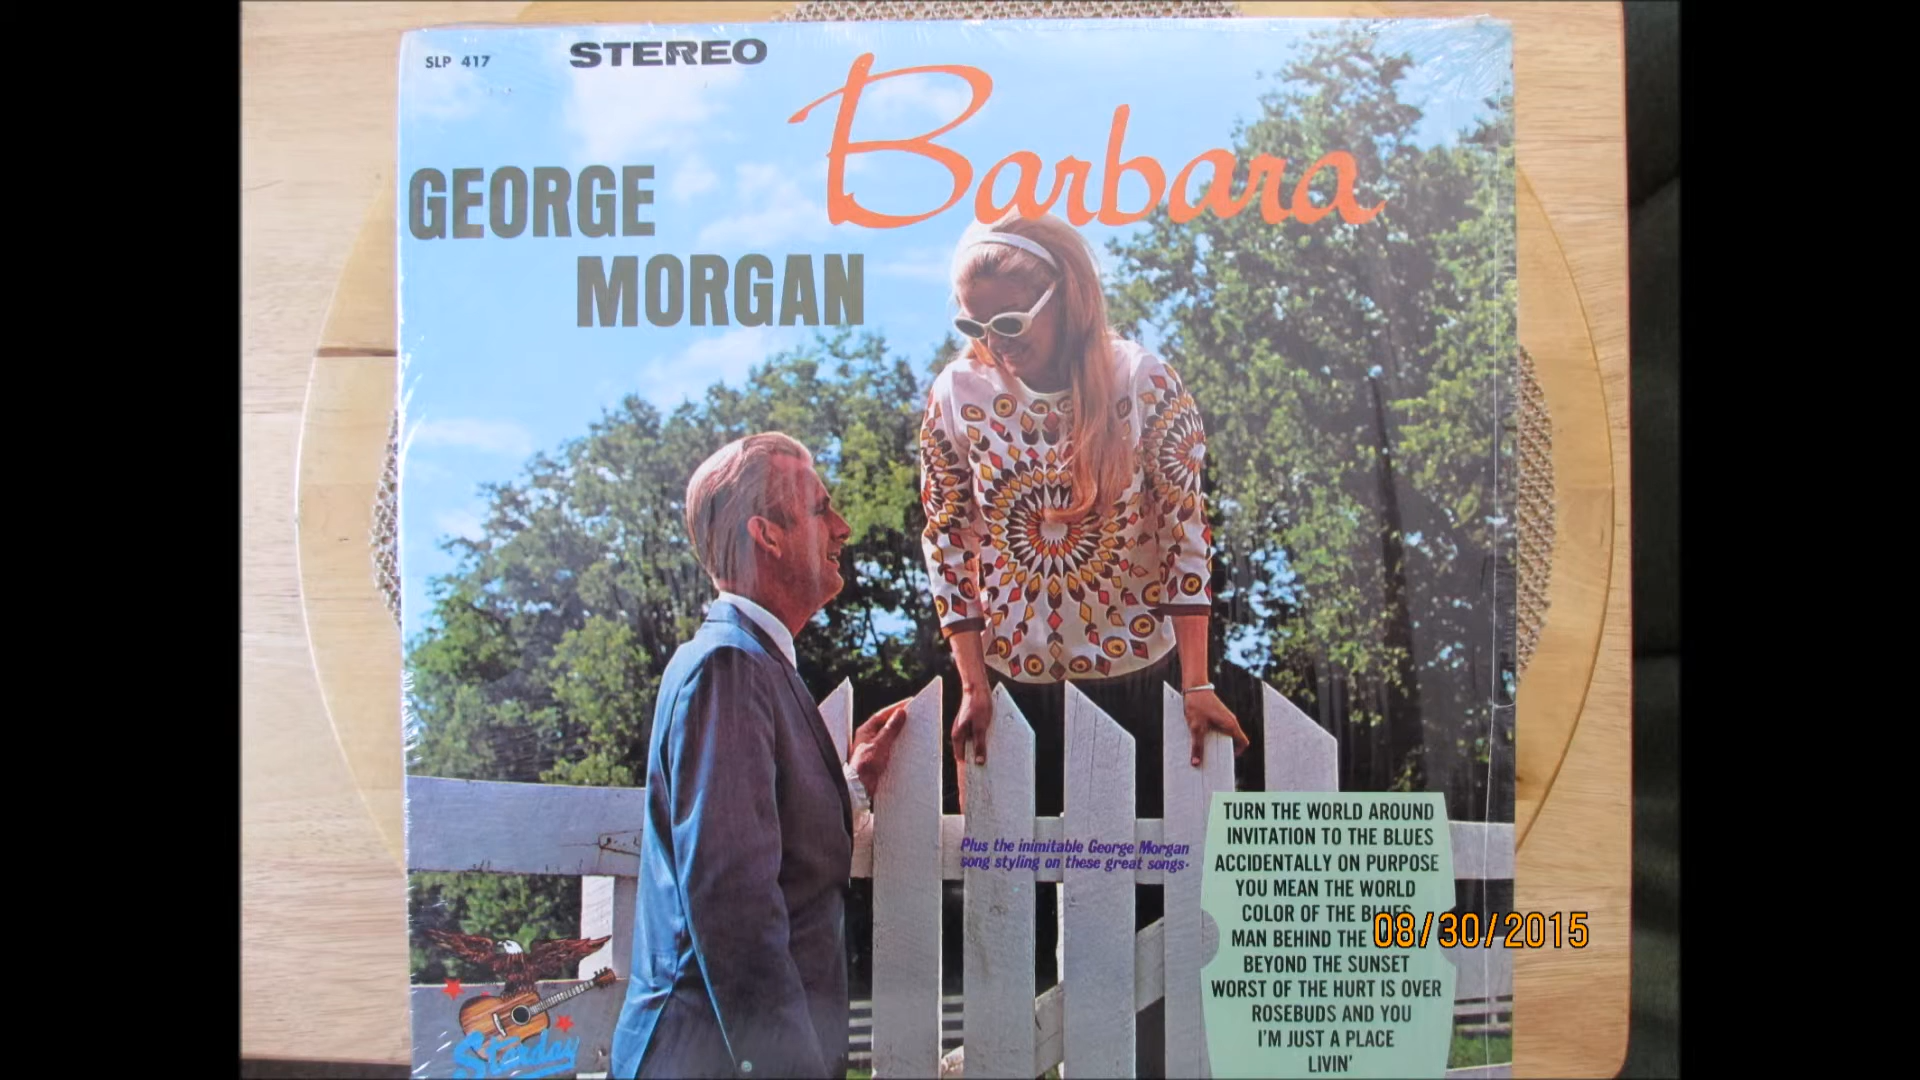 SLP 417
STEREO
Barbara
GEORGE
MORGAN
Plus the inimitable George Morgan
song styling on these great songs.
TURN THE WORLD AROUND
INVITATION TO THE BLUES
ACCIDENTALLY ON PURPOSE
YOU MEAN THE WORLD
COLOR OF THE BLUES
MAN BEHIND THE
BEYOND THE SUNSET
WORST OF THE HURT IS OVER
ROSEBUDS AND YOU
I'M JUST A PLACE
LIVIN'
08/30/2015
Starday